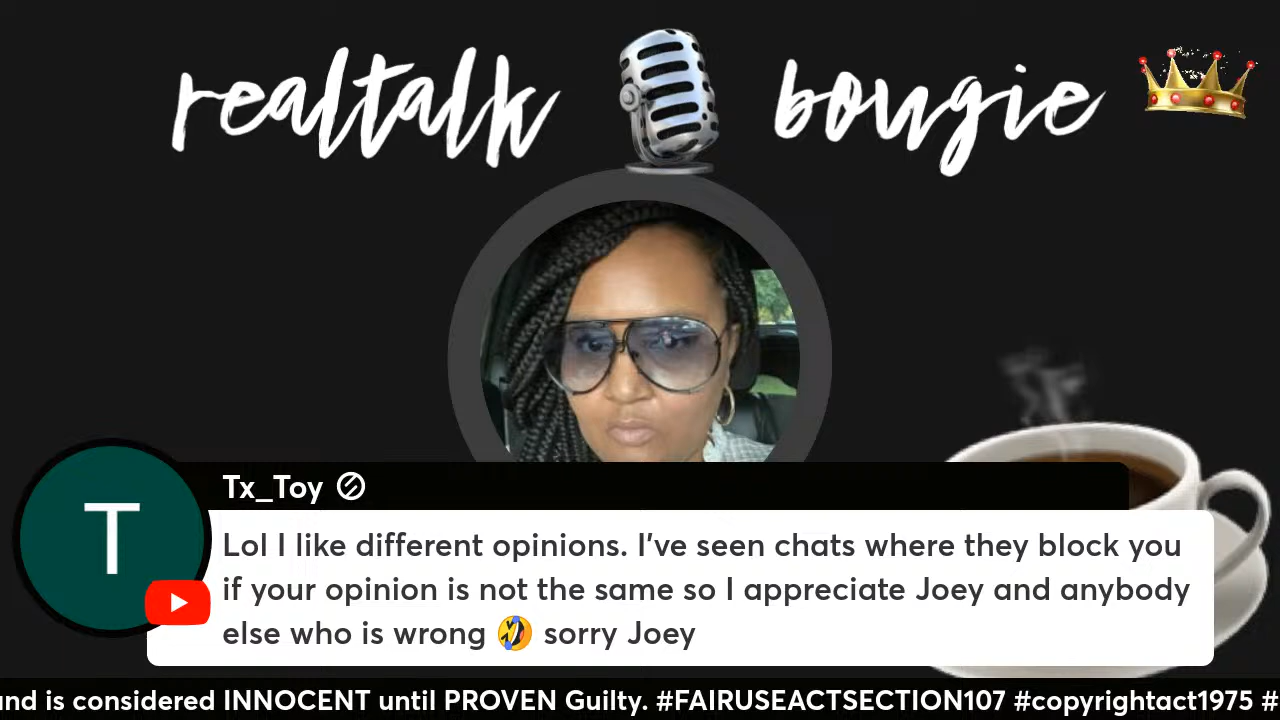 realtalk bougie
T
Tx_Toy
Lol I like different opinions. I've seen chats where they block you
if your opinion is not the same so I appreciate Joey and anybody
else who is wrong 🤣 sorry Joey
and is considered INNOCENT until PROVEN Guilty. #FAIRUSEACTSECTION107 #copyrightact1975 #